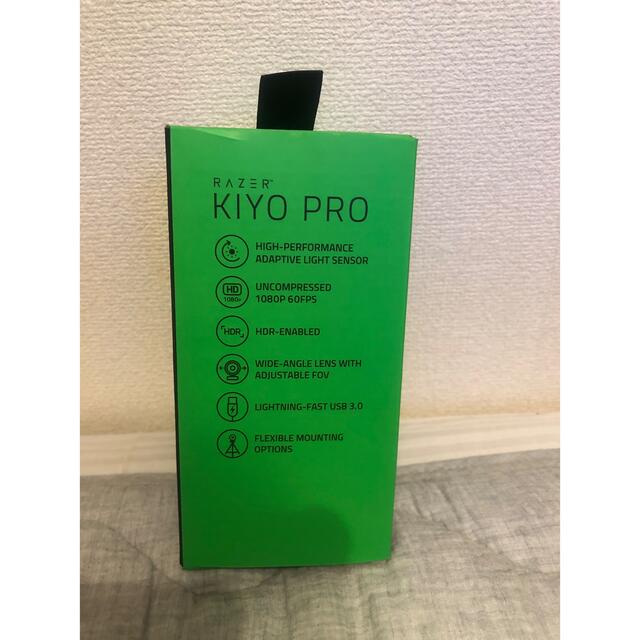 RAZER™
KIYO PRO
HIGH-PERFORMANCE
ADAPTIVE LIGHT SENSOR
HD
1080p
UNCOMPRESSED
1080P 60FPS
HDR
HDR-ENABLED
WIDE-ANGLE LENS WITH
ADJUSTABLE FOV
LIGHTNING-FAST USB 3.0
FLEXIBLE MOUNTING
OPTIONS